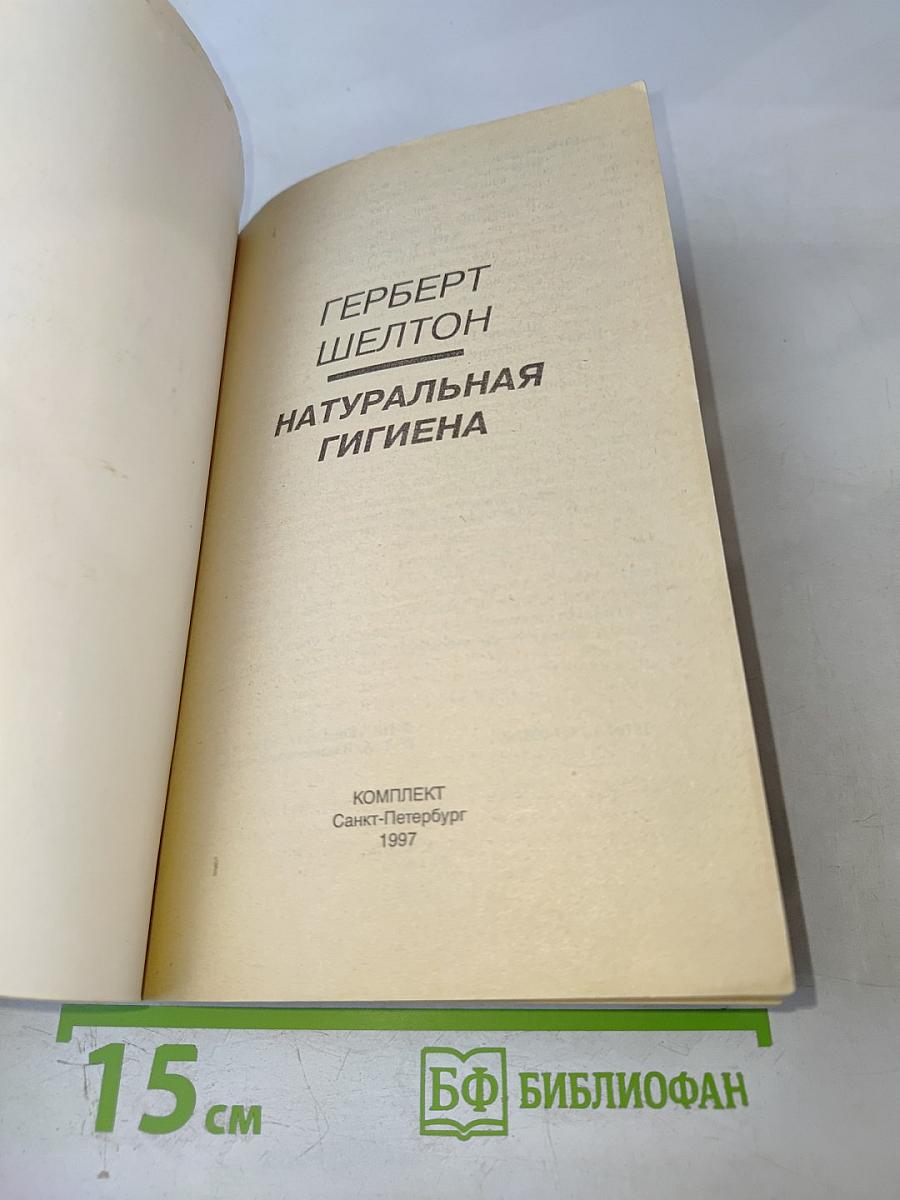 ГЕРБЕРТ
ШЕЛТОН
НАТУРАЛЬНАЯ
ГИГИЕНА
КОМПЛЕКТ
Санкт-Петербург
1997
15 см
БФ БИБЛИОФАН